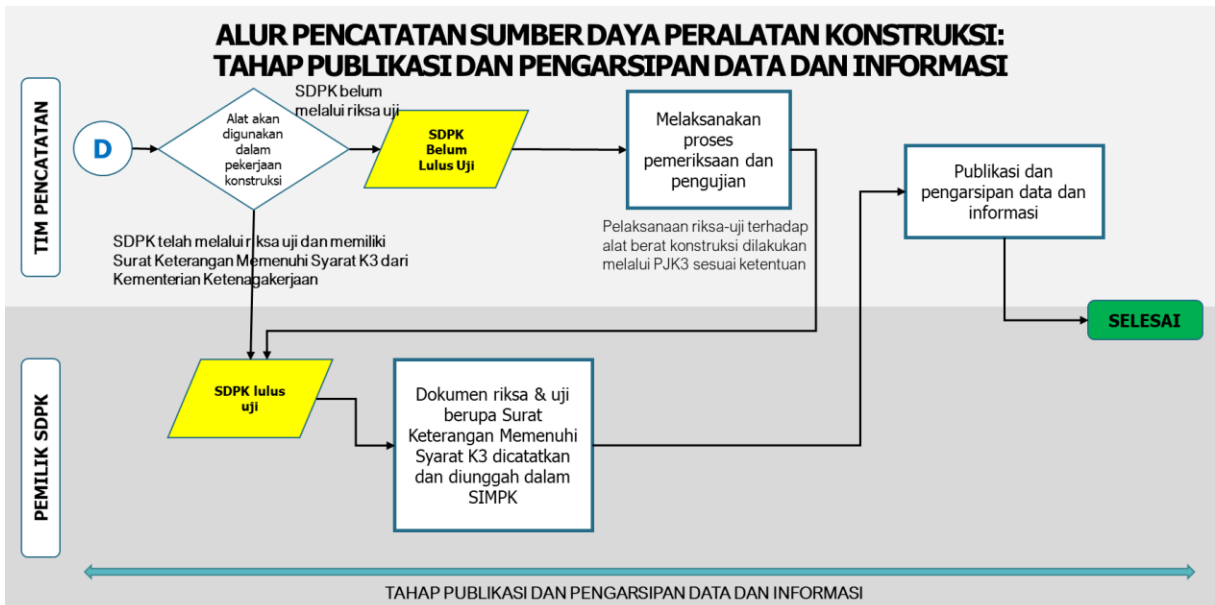 ALUR PENCATATAN SUMBER DAYA PERALATAN KONSTRUKSI:
TAHAP PUBLIKASI DAN PENGARSIPAN DATA DAN INFORMASI
TIM PENCATATAN
D
Alat akan
digunakan
dalam
pekerjaan
konstruksi
SDPK belum
melalui riksa uji
SDPK
Belum
Lulus Uji
Melaksanakan
proses
pemeriksaan dan
pengujian
Pelaksanaan riksa-uji terhadap
alat berat konstruksi dilakukan
melalui PJK3 sesuai ketentuan
Publikasi dan
pengarsipan data dan
informasi
SDPK telah melalui riksa uji dan memiliki
Surat Keterangan Memenuhi Syarat K3 dari
Kementerian Ketenagakerjaan
SELESAI
PEMILIK SDPK
SDPK lulus
uji
Dokumen riksa & uji
berupa Surat
Keterangan Memenuhi
Syarat K3 dicatatkan
dan diunggah dalam
SIMPK
TAHAP PUBLIKASI DAN PENGARSIPAN DATA DAN INFORMASI